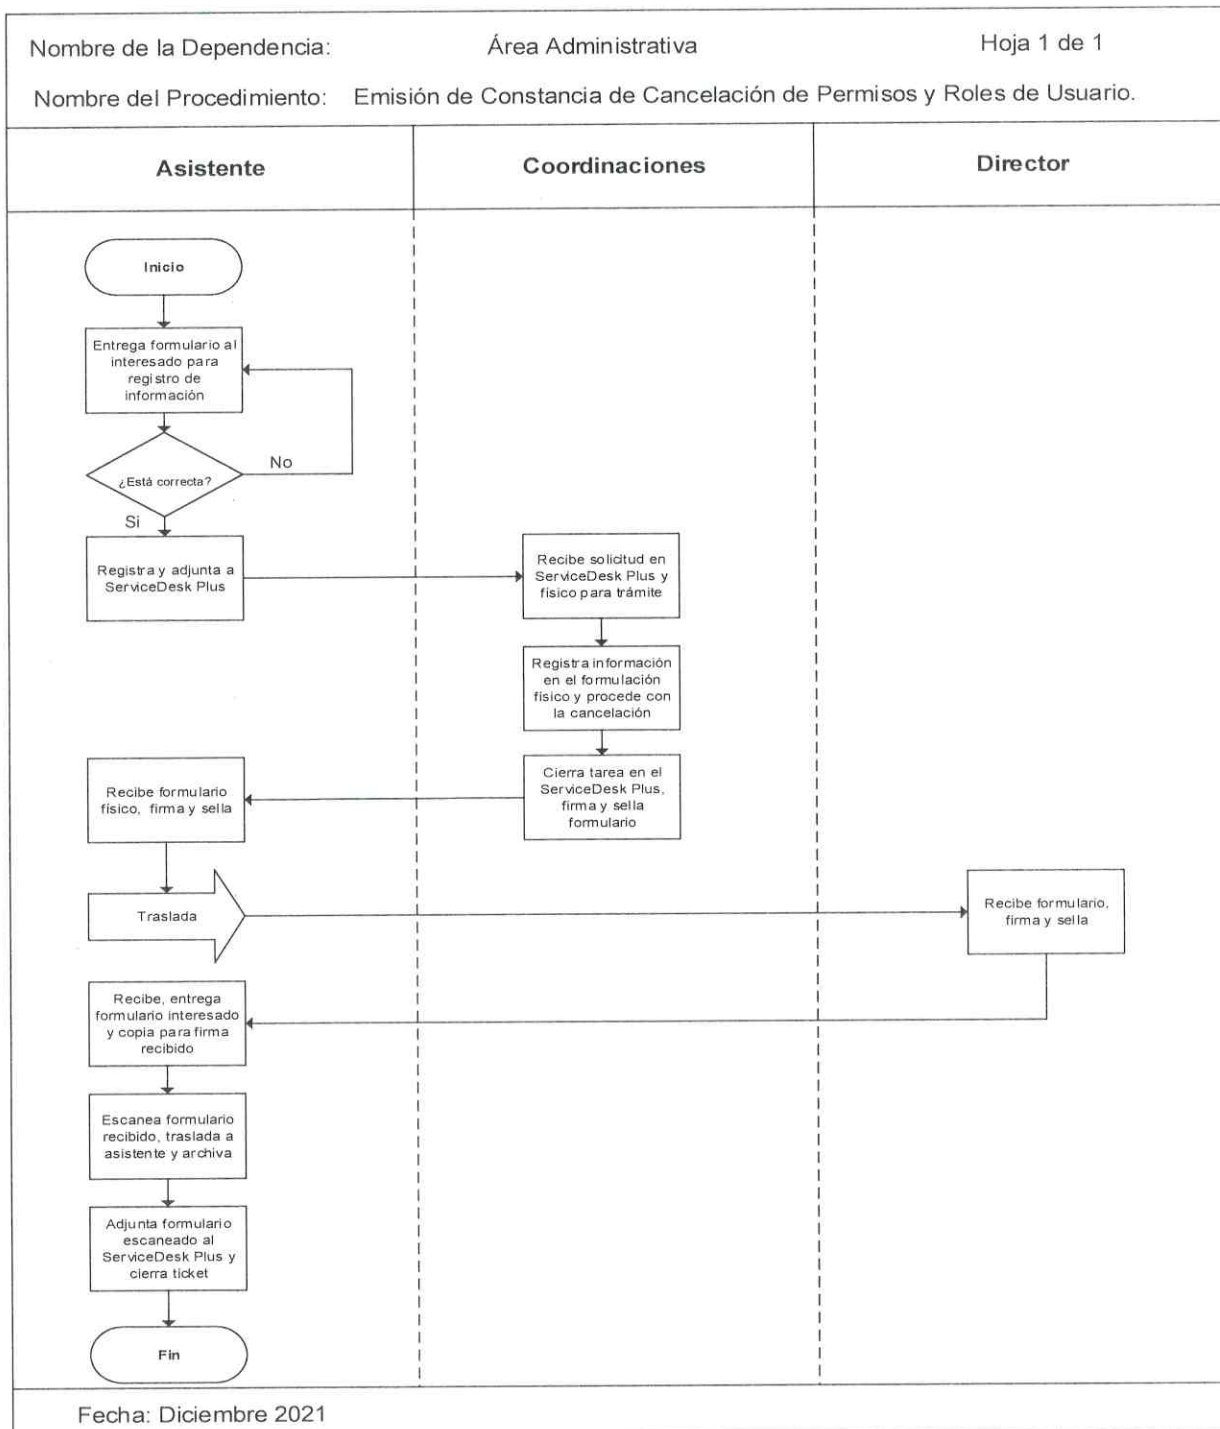 Nombre de la Dependencia: Área Administrativa Hoja 1 de 1
Nombre del Procedimiento: Emisión de Constancia de Cancelación de Permisos y Roles de Usuario.
Asistente Coordinaciones Director
Inicio
Entrega formulario al
interesado para
registro de
información
¿Está correcta?
No
Si
Registra y adjunta a
ServiceDesk Plus
Recibe solicitud en
ServiceDesk Plus y
físico para trámite
Registra información
en el formulación
físico y procede con
la cancelación
Cierra tarea en el
ServiceDesk Plus,
firma y sella
formulario
Recibe formulario
físico, firma y sella
Traslada
Recibe formulario,
firma y sella
Recibe, entrega
formulario interesado
y copia para firma
recibido
Escanea formulario
recibido, traslada a
asistente y archiva
Adjunta formulario
escaneado al
ServiceDesk Plus y
cierra ticket
Fin
Fecha: Diciembre 2021